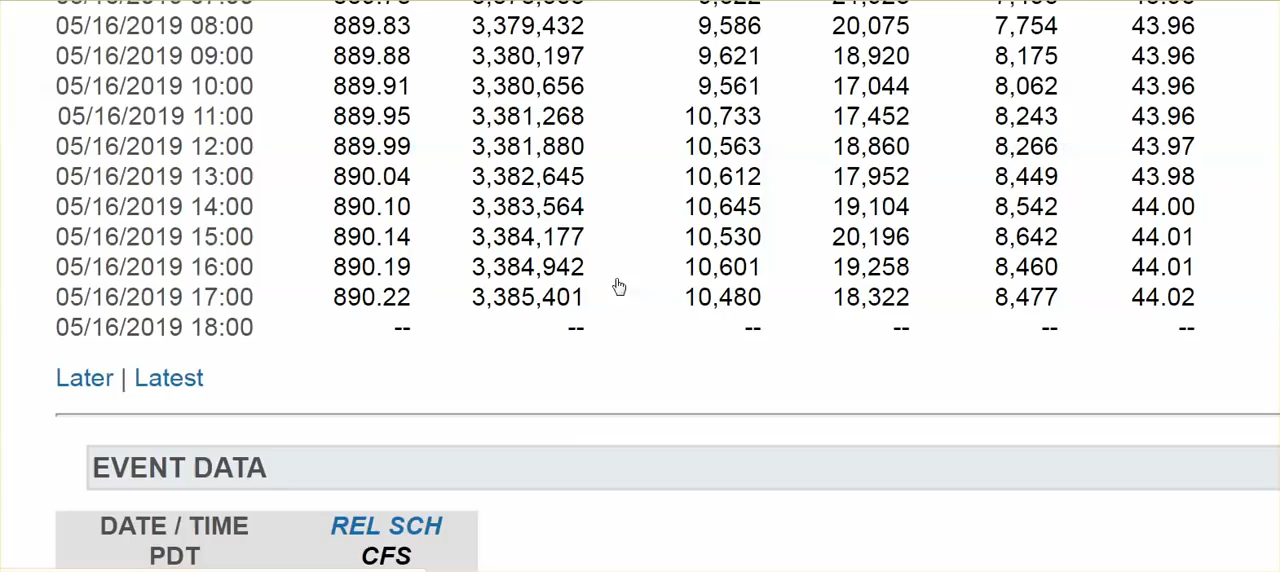 05/16/2019 08:00 889.83 3,379,432 9,586 20,075 7,754 43.96
05/16/2019 09:00 889.88 3,380,197 9,621 18,920 8,175 43.96
05/16/2019 10:00 889.91 3,380,656 9,561 17,044 8,062 43.96
05/16/2019 11:00 889.95 3,381,268 10,733 17,452 8,243 43.96
05/16/2019 12:00 889.99 3,381,880 10,563 18,860 8,266 43.97
05/16/2019 13:00 890.04 3,382,645 10,612 17,952 8,449 43.98
05/16/2019 14:00 890.10 3,383,564 10,645 19,104 8,542 44.00
05/16/2019 15:00 890.14 3,384,177 10,530 20,196 8,642 44.01
05/16/2019 16:00 890.19 3,384,942 10,601 19,258 8,460 44.01
05/16/2019 17:00 890.22 3,385,401 10,480 18,322 8,477 44.02
05/16/2019 18:00 -- -- -- -- -- --
Later | Latest
EVENT DATA
DATE / TIME REL SCH
PDT CFS